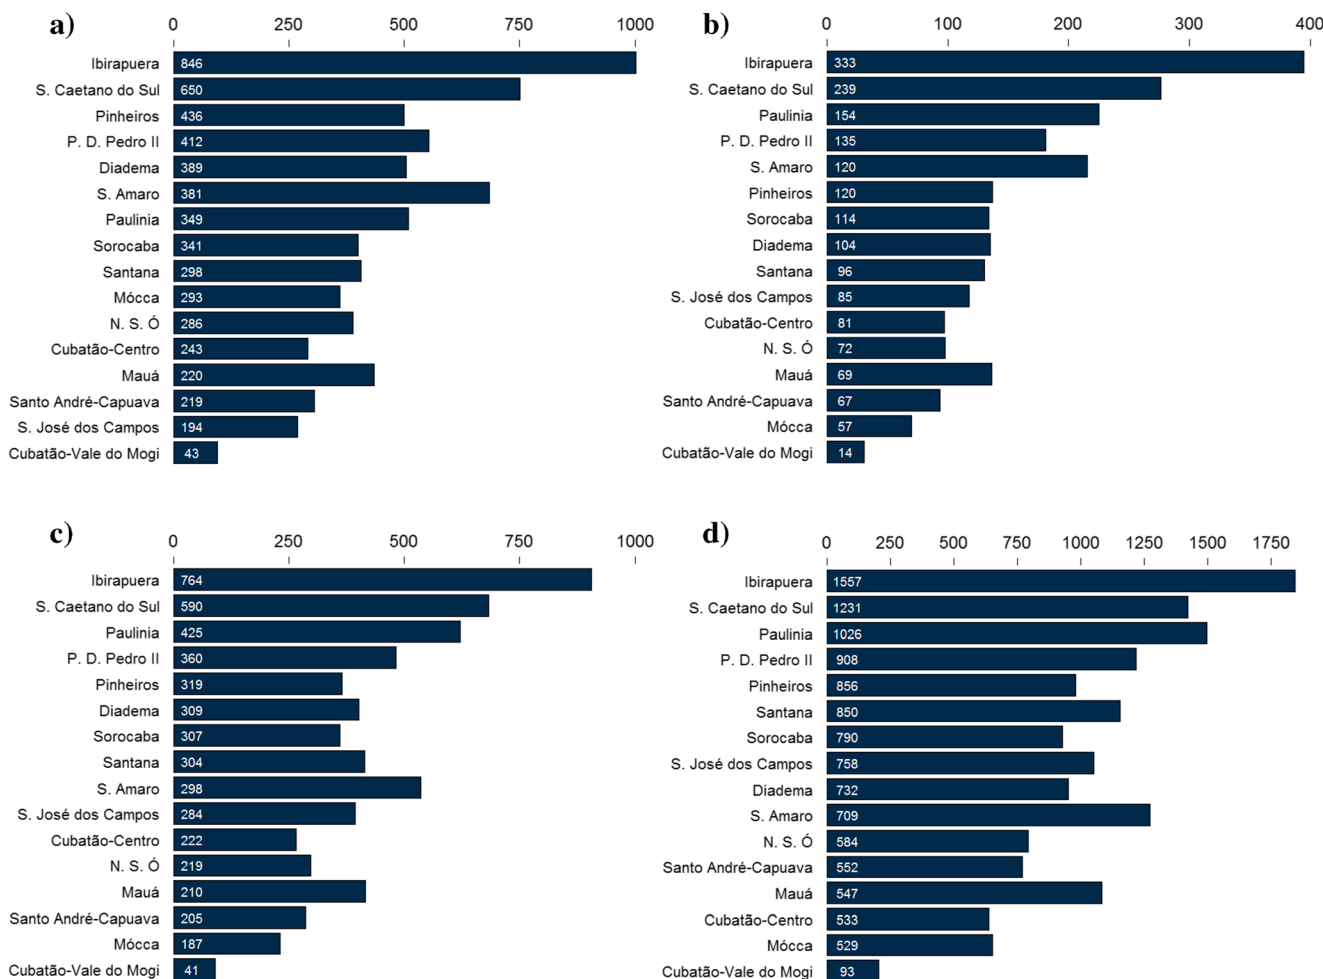 a)
0 250 500 750 1000
Ibirapuera 846
S. Caetano do Sul 650
Pinheiros 436
P. D. Pedro II 412
Diadema 389
S. Amaro 381
Paulinia 349
Sorocaba 341
Santana 298
Mócca 293
N. S. Ó 286
Cubatão-Centro 243
Mauá 220
Santo André-Capuava 219
S. José dos Campos 194
Cubatão-Vale do Mogi 43
b)
0 100 200 300 400
Ibirapuera 333
S. Caetano do Sul 239
Paulinia 154
P. D. Pedro II 135
S. Amaro 120
Pinheiros 120
Sorocaba 114
Diadema 104
Santana 96
S. José dos Campos 85
Cubatão-Centro 81
N. S. Ó 72
Mauá 69
Santo André-Capuava 67
Mócca 57
Cubatão-Vale do Mogi 14
c)
0 250 500 750 1000
Ibirapuera 764
S. Caetano do Sul 590
Paulinia 425
P. D. Pedro II 360
Pinheiros 319
Diadema 309
Sorocaba 307
Santana 304
S. Amaro 298
S. José dos Campos 284
Cubatão-Centro 222
N. S. Ó 219
Mauá 210
Santo André-Capuava 205
Mócca 187
Cubatão-Vale do Mogi 41
d)
0 250 500 750 1000 1250 1500 1750
Ibirapuera 1557
S. Caetano do Sul 1231
Paulinia 1026
P. D. Pedro II 908
Pinheiros 856
Santana 850
Sorocaba 790
S. José dos Campos 758
Diadema 732
S. Amaro 709
N. S. Ó 584
Santo André-Capuava 552
Mauá 547
Cubatão-Centro 533
Mócca 529
Cubatão-Vale do Mogi 93